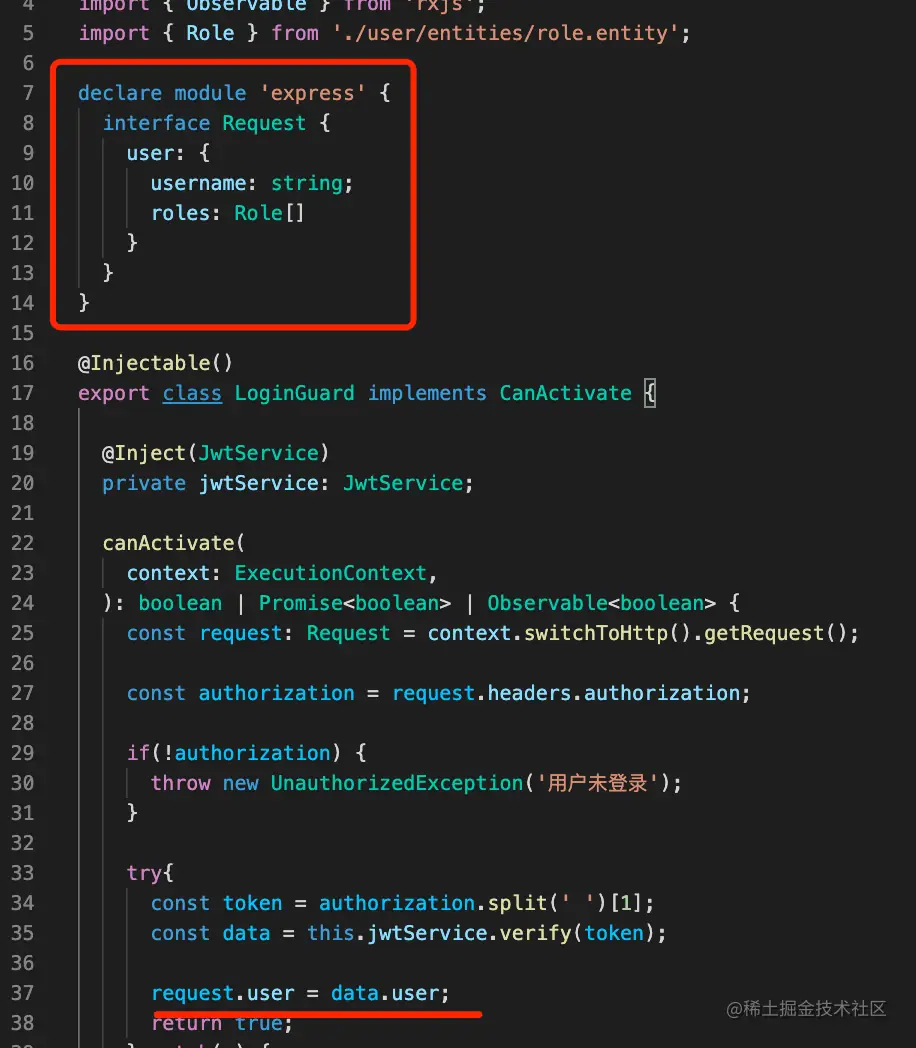 4 import { Observable } from 'rxjs';
5 import { Role } from './user/entities/role.entity';
6
7 declare module 'express' {
8   interface Request {
9     user: {
10       username: string;
11       roles: Role[]
12     }
13   }
14 }
15
16 @Injectable()
17 export class LoginGuard implements CanActivate {
18
19   @Inject(JwtService)
20   private jwtService: JwtService;
21
22   canActivate(
23     context: ExecutionContext,
24   ): boolean | Promise<boolean> | Observable<boolean> {
25     const request: Request = context.switchToHttp().getRequest();
26
27     const authorization = request.headers.authorization;
28
29     if(!authorization) {
30       throw new UnauthorizedException('用户未登录');
31     }
32
33     try{
34       const token = authorization.split(' ')[1];
35       const data = this.jwtService.verify(token);
36
37       request.user = data.user;
38       return true;
@稀土掘金技术社区